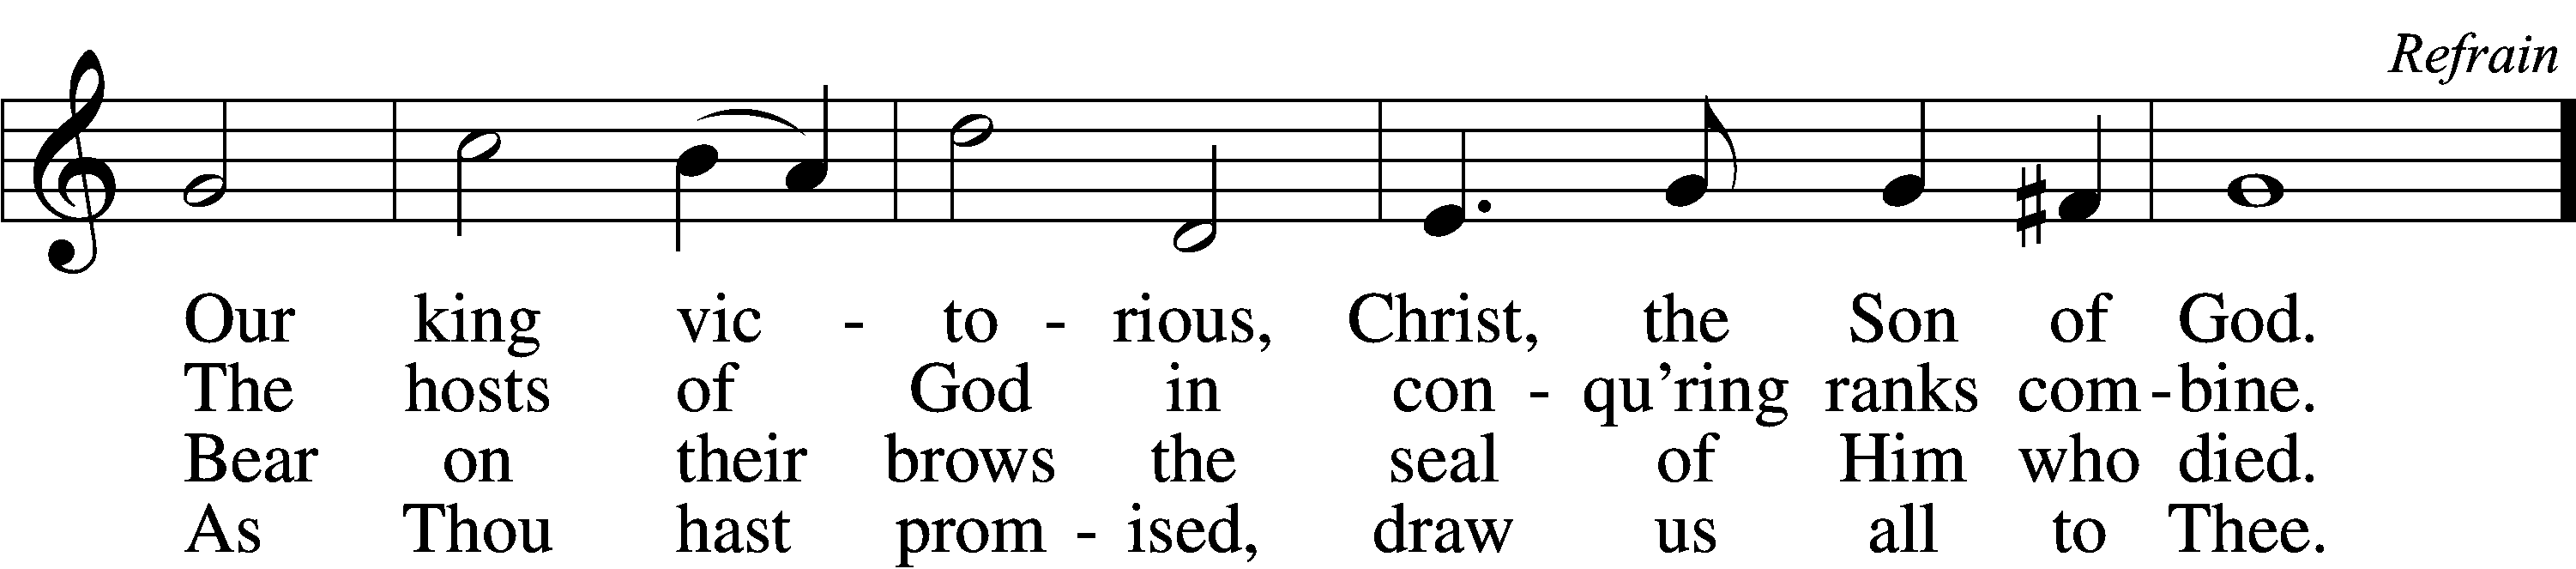 Refrain
Our king vic - to - rious, Christ, the Son of God.
The hosts of God in con - qu’ring ranks com - bine.
Bear on their brows the seal of Him who died.
As Thou hast prom - ised, draw us all to Thee.